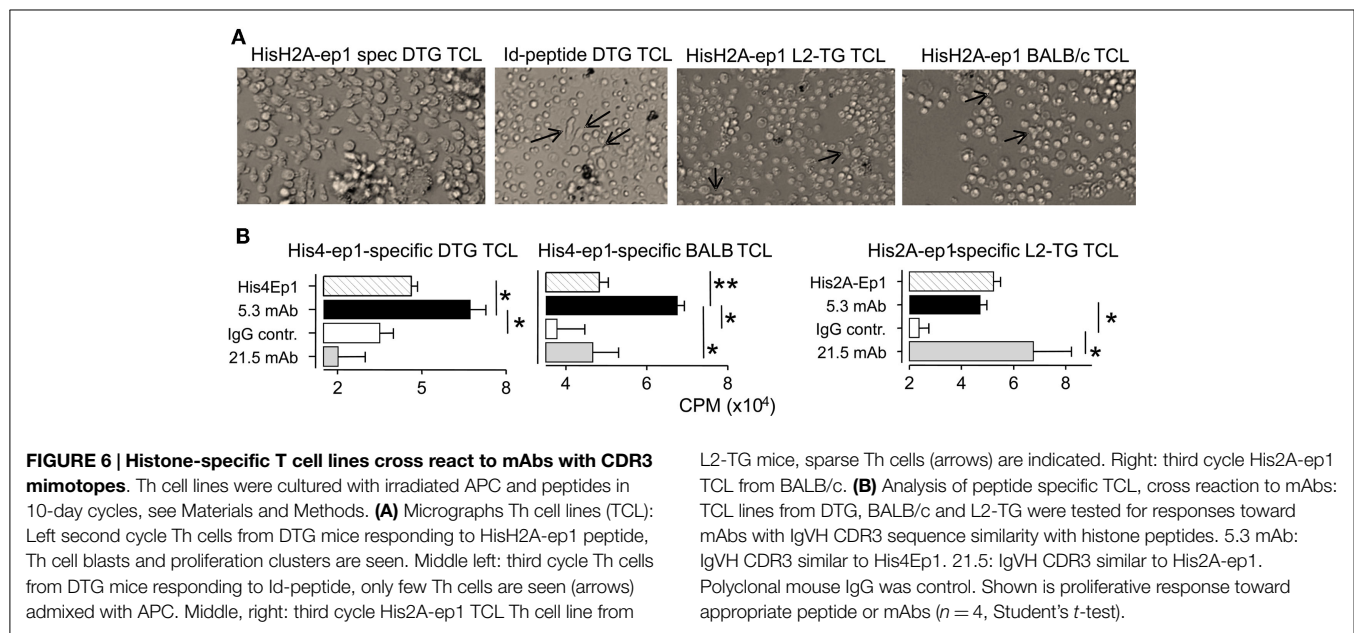 A
HisH2A-ep1 spec DTG TCL
Id-peptide DTG TCL
HisH2A-ep1 L2-TG TCL
HisH2A-ep1 BALB/c TCL
B
His4-ep1-specific DTG TCL
His4Ep1
5.3 mAb
IgG contr.
21.5 mAb
*
*
2 5 8
His4-ep1-specific BALB TCL
**
*
*
4 6 8
CPM (x10⁴)
His2A-ep1-specific L2-TG TCL
His2A-Ep1
5.3 mAb
IgG contr.
21.5 mAb
*
*
2 4 6 8
FIGURE 6 | Histone-specific T cell lines cross react to mAbs with CDR3
mimotopes. Th cell lines were cultured with irradiated APC and peptides in
10-day cycles, see Materials and Methods. (A) Micrographs Th cell lines (TCL):
Left second cycle Th cells from DTG mice responding to HisH2A-ep1 peptide,
Th cell blasts and proliferation clusters are seen. Middle left: third cycle Th cells
from DTG mice responding to Id-peptide, only few Th cells are seen (arrows)
admixed with APC. Middle, right: third cycle His2A-ep1 TCL Th cell line from
L2-TG mice, sparse Th cells (arrows) are indicated. Right: third cycle His2A-ep1
TCL from BALB/c. (B) Analysis of peptide specific TCL, cross reaction to mAbs:
TCL lines from DTG, BALB/c and L2-TG were tested for responses toward
mAbs with IgVH CDR3 sequence similarity with histone peptides. 5.3 mAb:
IgVH CDR3 similar to His4Ep1. 21.5: IgVH CDR3 similar to His2A-ep1.
Polyclonal mouse IgG was control. Shown is proliferative response toward
appropriate peptide or mAbs (n = 4, Student's t-test).